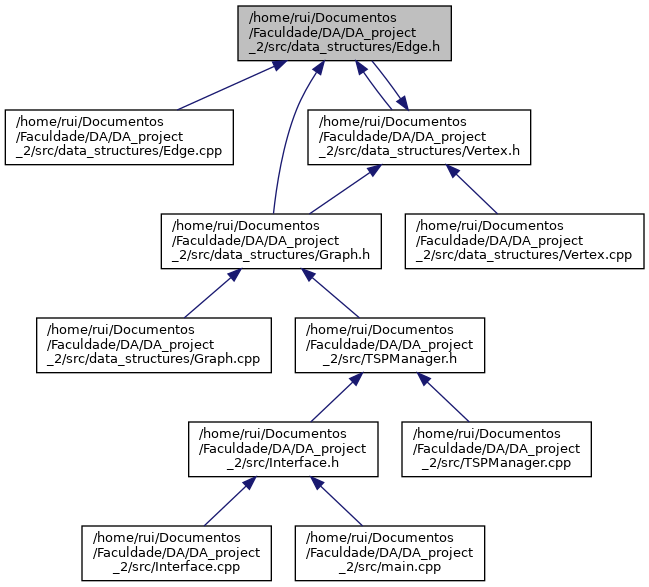 /home/rui/Documentos
/Faculdade/DA/DA_project
_2/src/data_structures/Edge.h
/home/rui/Documentos
/Faculdade/DA/DA_project
_2/src/data_structures/Edge.cpp
/home/rui/Documentos
/Faculdade/DA/DA_project
_2/src/data_structures/Vertex.h
/home/rui/Documentos
/Faculdade/DA/DA_project
_2/src/data_structures/Graph.h
/home/rui/Documentos
/Faculdade/DA/DA_project
_2/src/data_structures/Vertex.cpp
/home/rui/Documentos
/Faculdade/DA/DA_project
_2/src/data_structures/Graph.cpp
/home/rui/Documentos
/Faculdade/DA/DA_project
_2/src/TSPManager.h
/home/rui/Documentos
/Faculdade/DA/DA_project
_2/src/Interface.h
/home/rui/Documentos
/Faculdade/DA/DA_project
_2/src/TSPManager.cpp
/home/rui/Documentos
/Faculdade/DA/DA_project
_2/src/Interface.cpp
/home/rui/Documentos
/Faculdade/DA/DA_project
_2/src/main.cpp